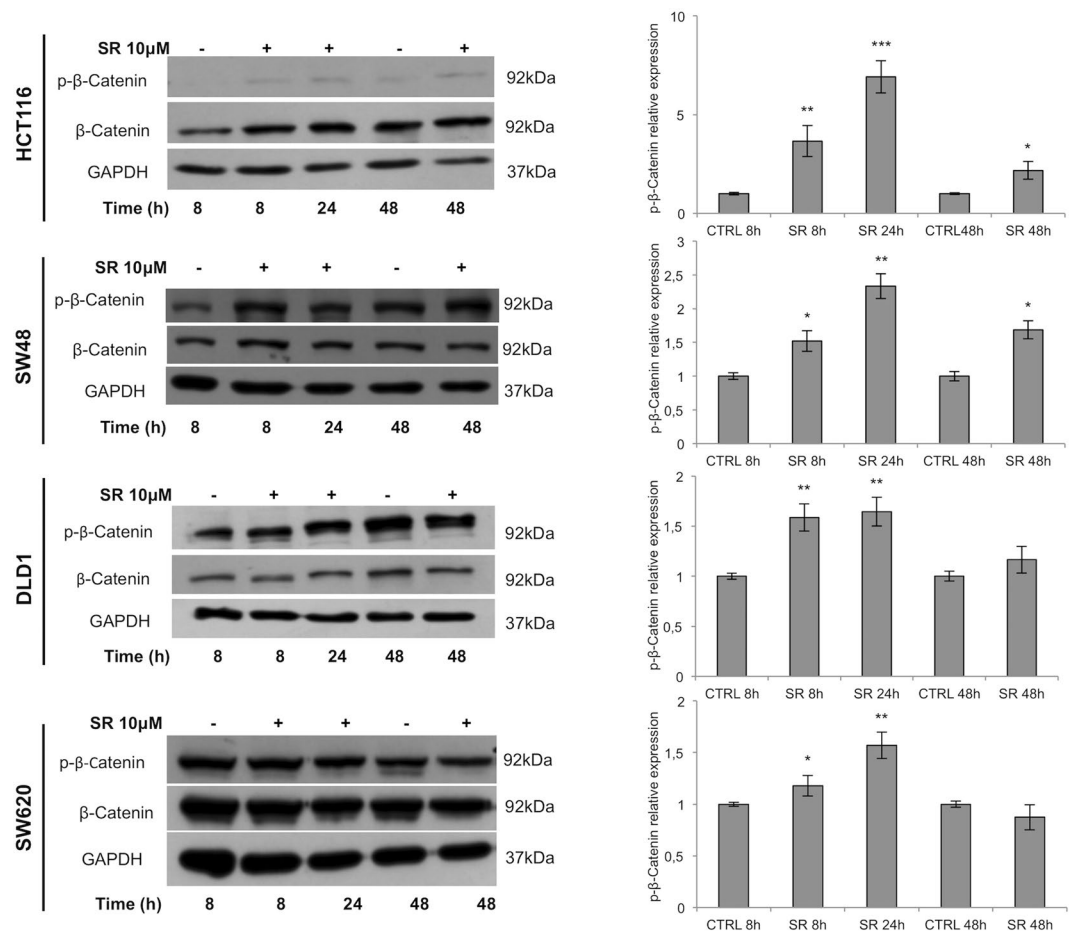 HCT116
SR 10μM - + + - +
p-β-Catenin 92kDa
β-Catenin 92kDa
GAPDH 37kDa
Time (h) 8 8 24 48 48
p-β-Catenin relative expression
10
5
0
** *** *
CTRL 8h SR 8h SR 24h CTRL48h SR 48h
SW48
SR 10μM - + + - +
p-β-Catenin 92kDa
β-Catenin 92kDa
GAPDH 37kDa
Time (h) 8 8 24 48 48
p-β-Catenin relative expression
3
2,5
2
1,5
1
0,5
0
* ** *
CTRL 8h SR 8h SR 24h CTRL 48h SR 48h
DLD1
SR 10μM - + + - +
p-β-Catenin 92kDa
β-Catenin 92kDa
GAPDH 37kDa
Time (h) 8 8 24 48 48
p-β-Catenin relative expression
2
1,5
1
0,5
0
** **
CTRL 8h SR 8h SR 24h CTRL 48h SR 48h
SW620
SR 10μM - + + - +
p-β-Catenin 92kDa
β-Catenin 92kDa
GAPDH 37kDa
Time (h) 8 8 24 48 48
p-β-Catenin relative expression
2
1,5
1
0,5
0
* **
CTRL 8h SR 8h SR 24h CTRL 48h SR 48h